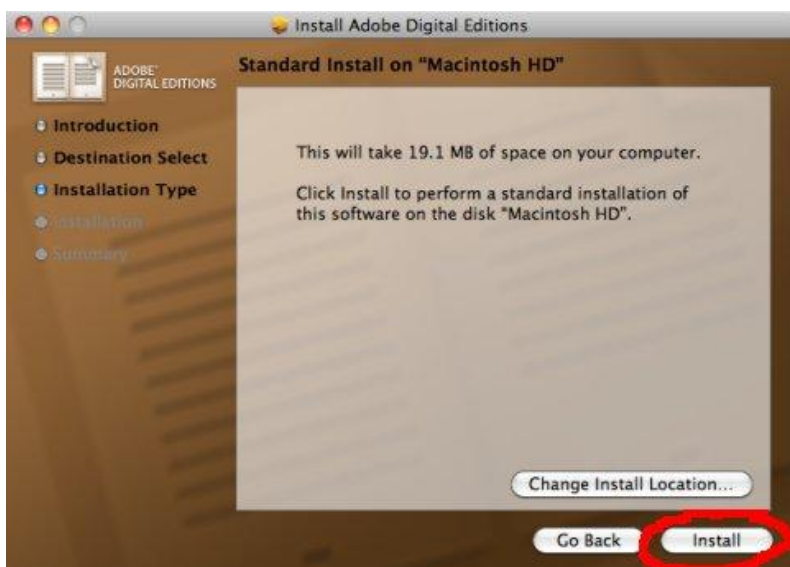 Install Adobe Digital Editions
ADOBE®
DIGITAL EDITIONS
Standard Install on "Macintosh HD"
Introduction
Destination Select
Installation Type
Installation
Summary
This will take 19.1 MB of space on your computer.
Click Install to perform a standard installation of
this software on the disk "Macintosh HD".
Change Install Location...
Go Back
Install